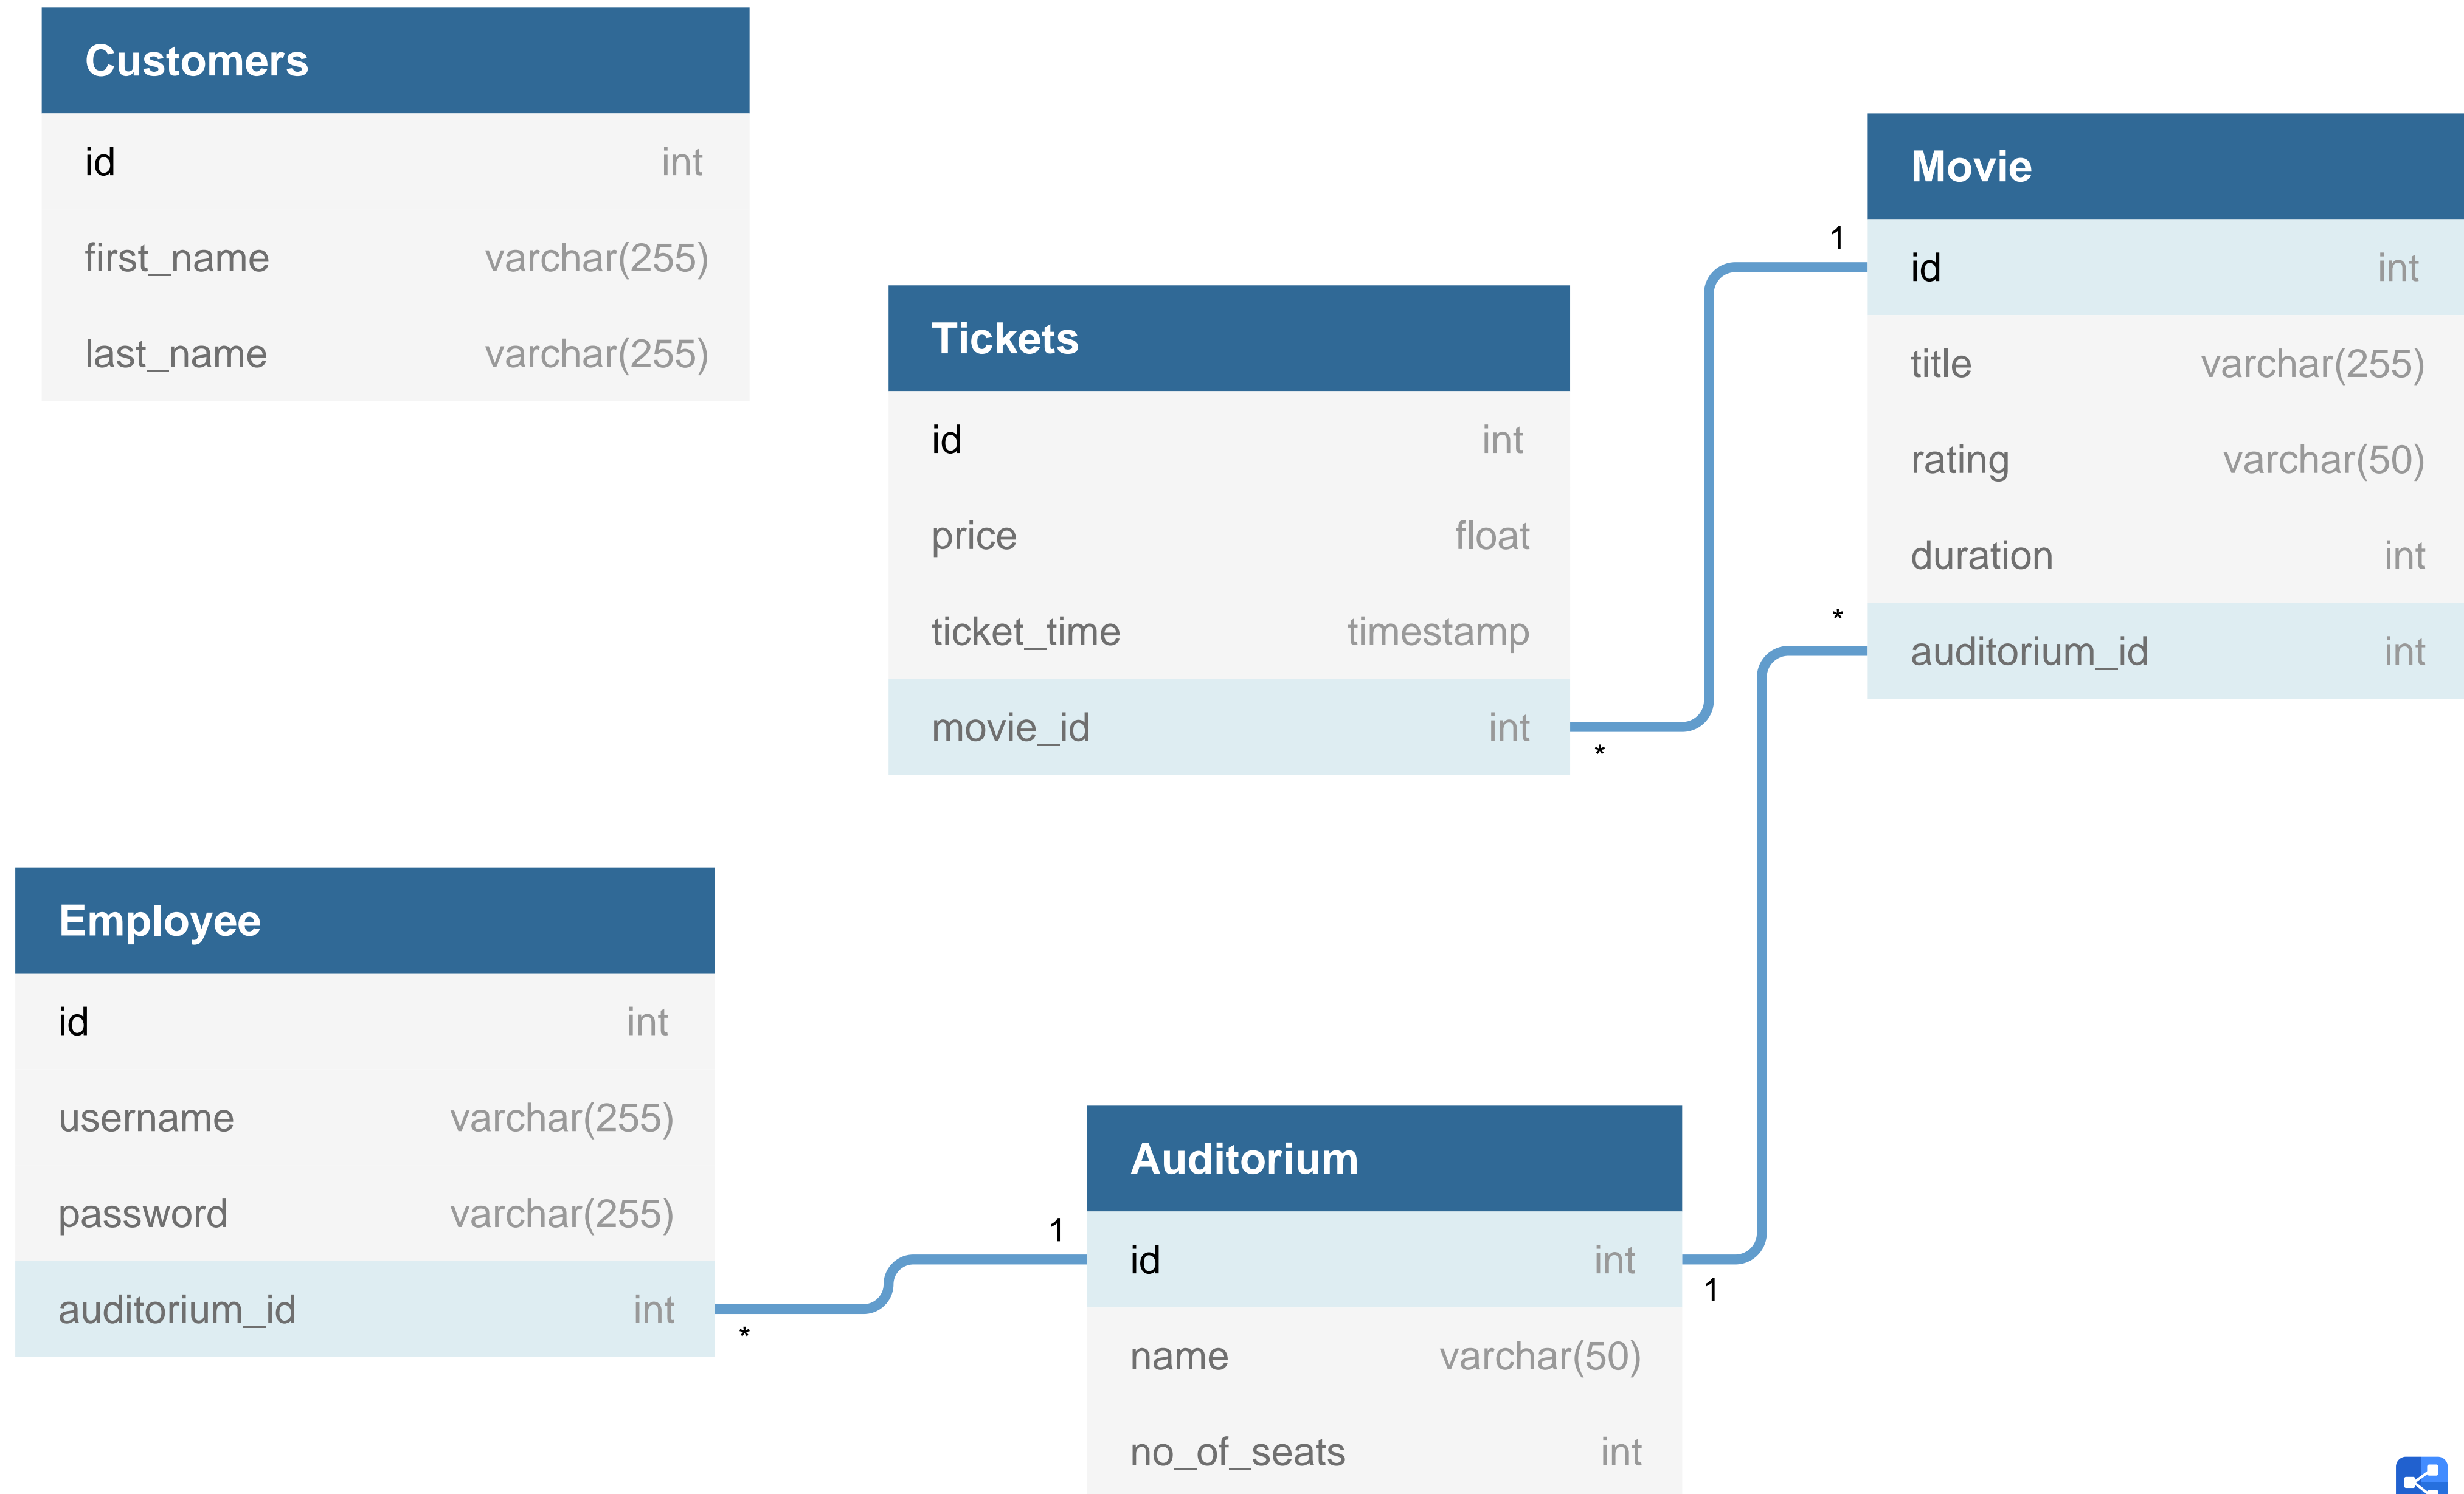 Customers
id int
first_name varchar(255)
last_name varchar(255)
Tickets
id int
price float
ticket_time timestamp
movie_id int
*
1
Movie
id int
title varchar(255)
rating varchar(50)
duration int
*
auditorium_id int
Employee
id int
username varchar(255)
password varchar(255)
auditorium_id int
*
1
Auditorium
id int
1
name varchar(50)
no_of_seats int